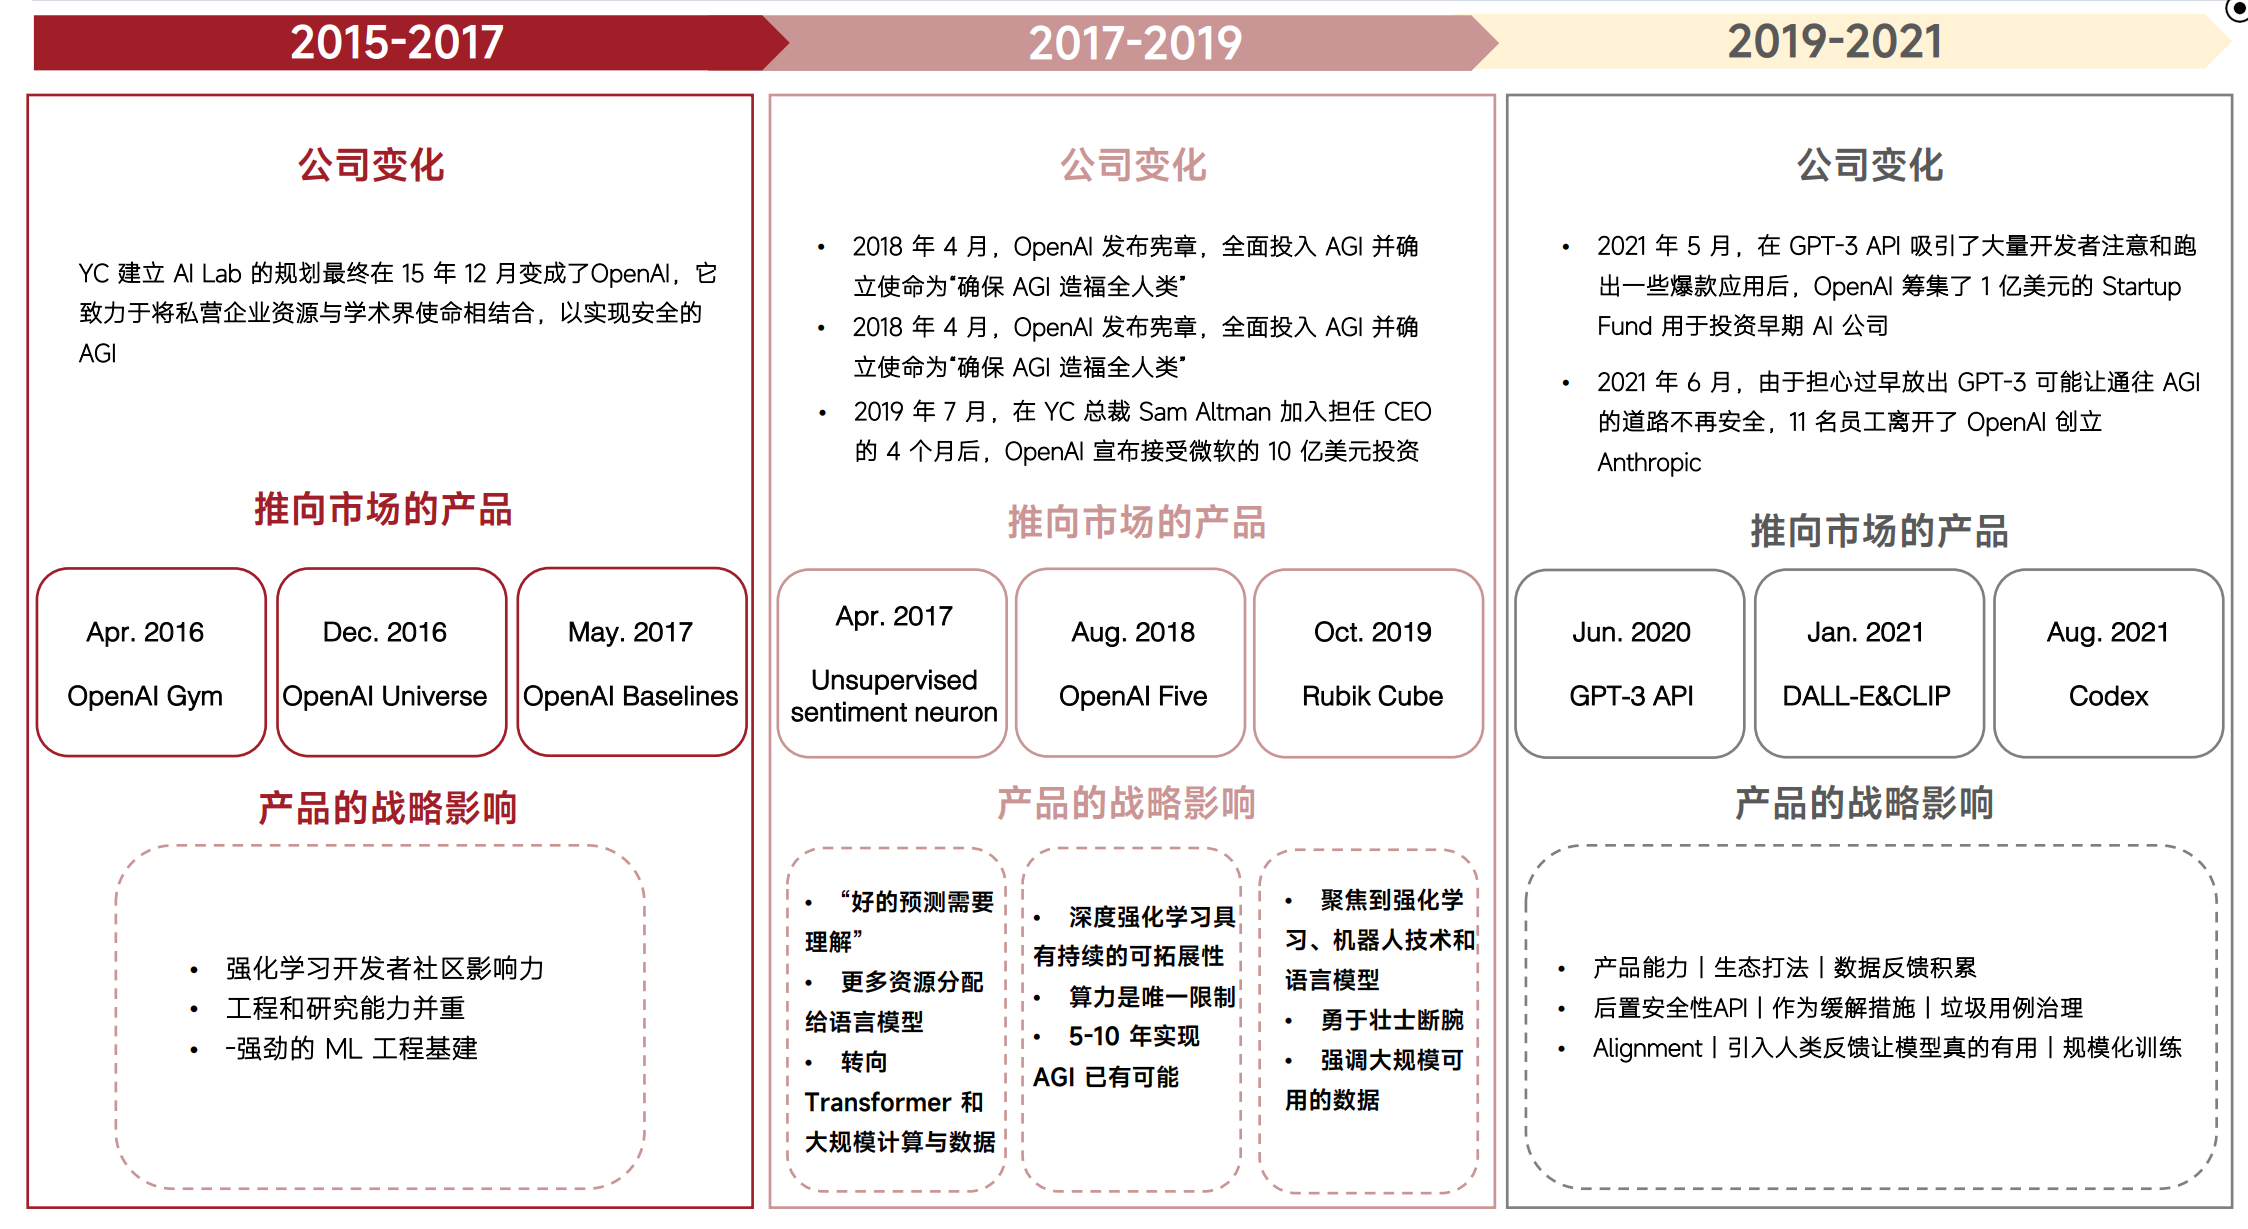 2015-2017
2017-2019
2019-2021
公司变化
YC 建立 AI Lab 的规划最终在 15 年 12 月变成了OpenAI，它
致力于将私营企业资源与学术界使命相结合，以实现安全的
AGI
推向市场的产品
Apr. 2016
OpenAI Gym
Dec. 2016
OpenAI Universe
May. 2017
OpenAI Baselines
产品的战略影响
• 强化学习开发者社区影响力
• 工程和研究能力并重
• -强劲的 ML 工程基建
公司变化
• 2018 年 4 月，OpenAI 发布宪章，全面投入 AGI 并确
立使命为“确保 AGI 造福全人类”
• 2018 年 4 月，OpenAI 发布宪章，全面投入 AGI 并确
立使命为“确保 AGI 造福全人类”
• 2019 年 7 月，在 YC 总裁 Sam Altman 加入担任 CEO
的 4 个月后，OpenAI 宣布接受微软的 10 亿美元投资
推向市场的产品
Apr. 2017
Unsupervised
sentiment neuron
Aug. 2018
OpenAI Five
Oct. 2019
Rubik Cube
产品的战略影响
• “好的预测需要
理解”
• 更多资源分配
给语言模型
• 转向
Transformer 和
大规模计算与数据
• 深度强化学习具
有持续的可拓展性
• 算力是唯一限制
• 5-10 年实现
AGI 已有可能
• 聚焦到强化学
习、机器人技术和
语言模型
• 勇于壮士断腕
• 强调大规模可
用的数据
公司变化
• 2021 年 5 月，在 GPT-3 API 吸引了大量开发者注意和跑
出一些爆款应用后，OpenAI 筹集了 1 亿美元的 Startup
Fund 用于投资早期 AI 公司
• 2021 年 6 月，由于担心过早放出 GPT-3 可能让通往 AGI
的道路不再安全，11 名员工离开了 OpenAI 创立
Anthropic
推向市场的产品
Jun. 2020
GPT-3 API
Jan. 2021
DALL-E&CLIP
Aug. 2021
Codex
产品的战略影响
• 产品能力丨生态打法丨数据反馈积累
• 后置安全性API丨作为缓解措施丨垃圾用例治理
• Alignment丨引入人类反馈让模型真的有用丨规模化训练